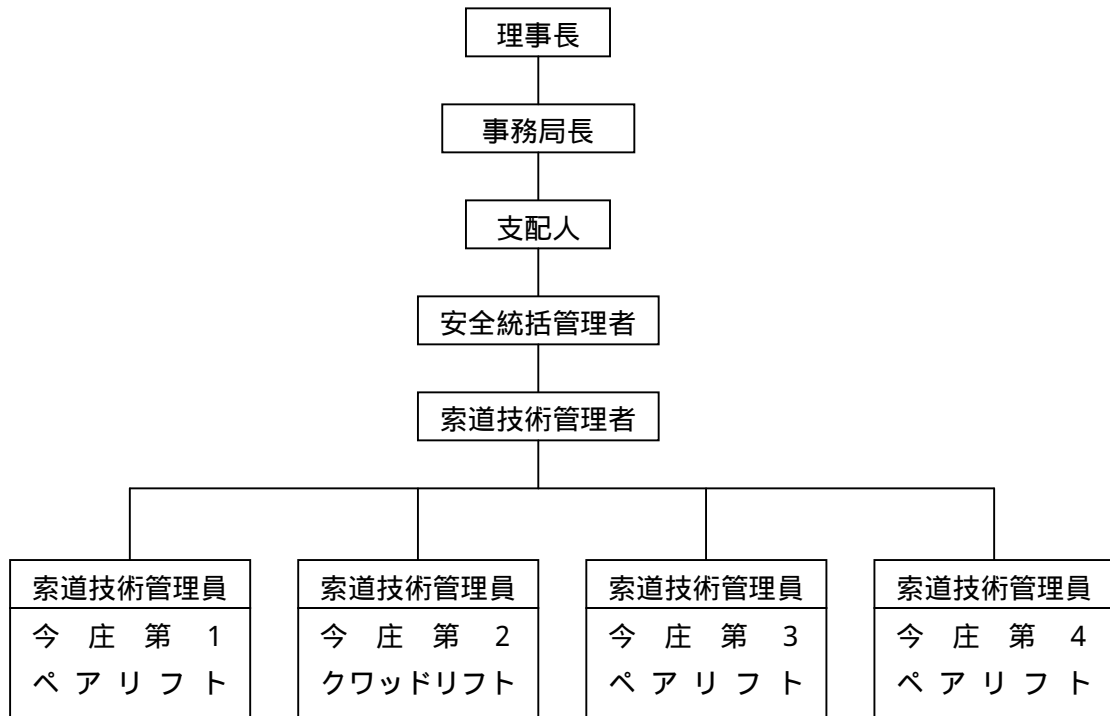 理事長
事務局長
支配人
安全統括管理者
索道技術管理者
索道技術管理員
今庄第1
ペアリフト
索道技術管理員
今庄第2
クワッドリフト
索道技術管理員
今庄第3
ペアリフト
索道技術管理員
今庄第4
ペアリフト